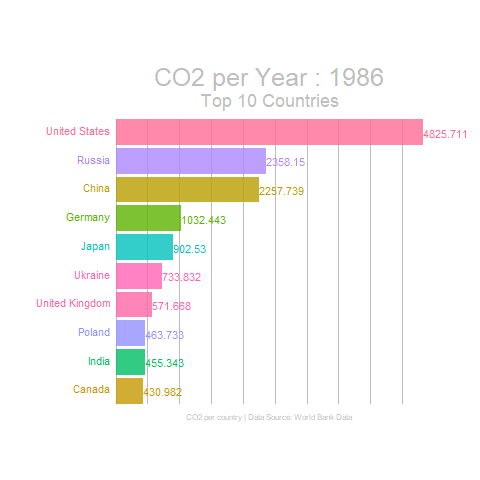 CO2 per Year : 1986
Top 10 Countries
United States 4825.711
Russia 2358.15
China 2257.739
Germany 1032.443
Japan 902.53
Ukraine 733.832
United Kingdom 571.668
Poland 463.733
India 455.343
Canada 430.982
CO2 per country | Data Source: World Bank Data